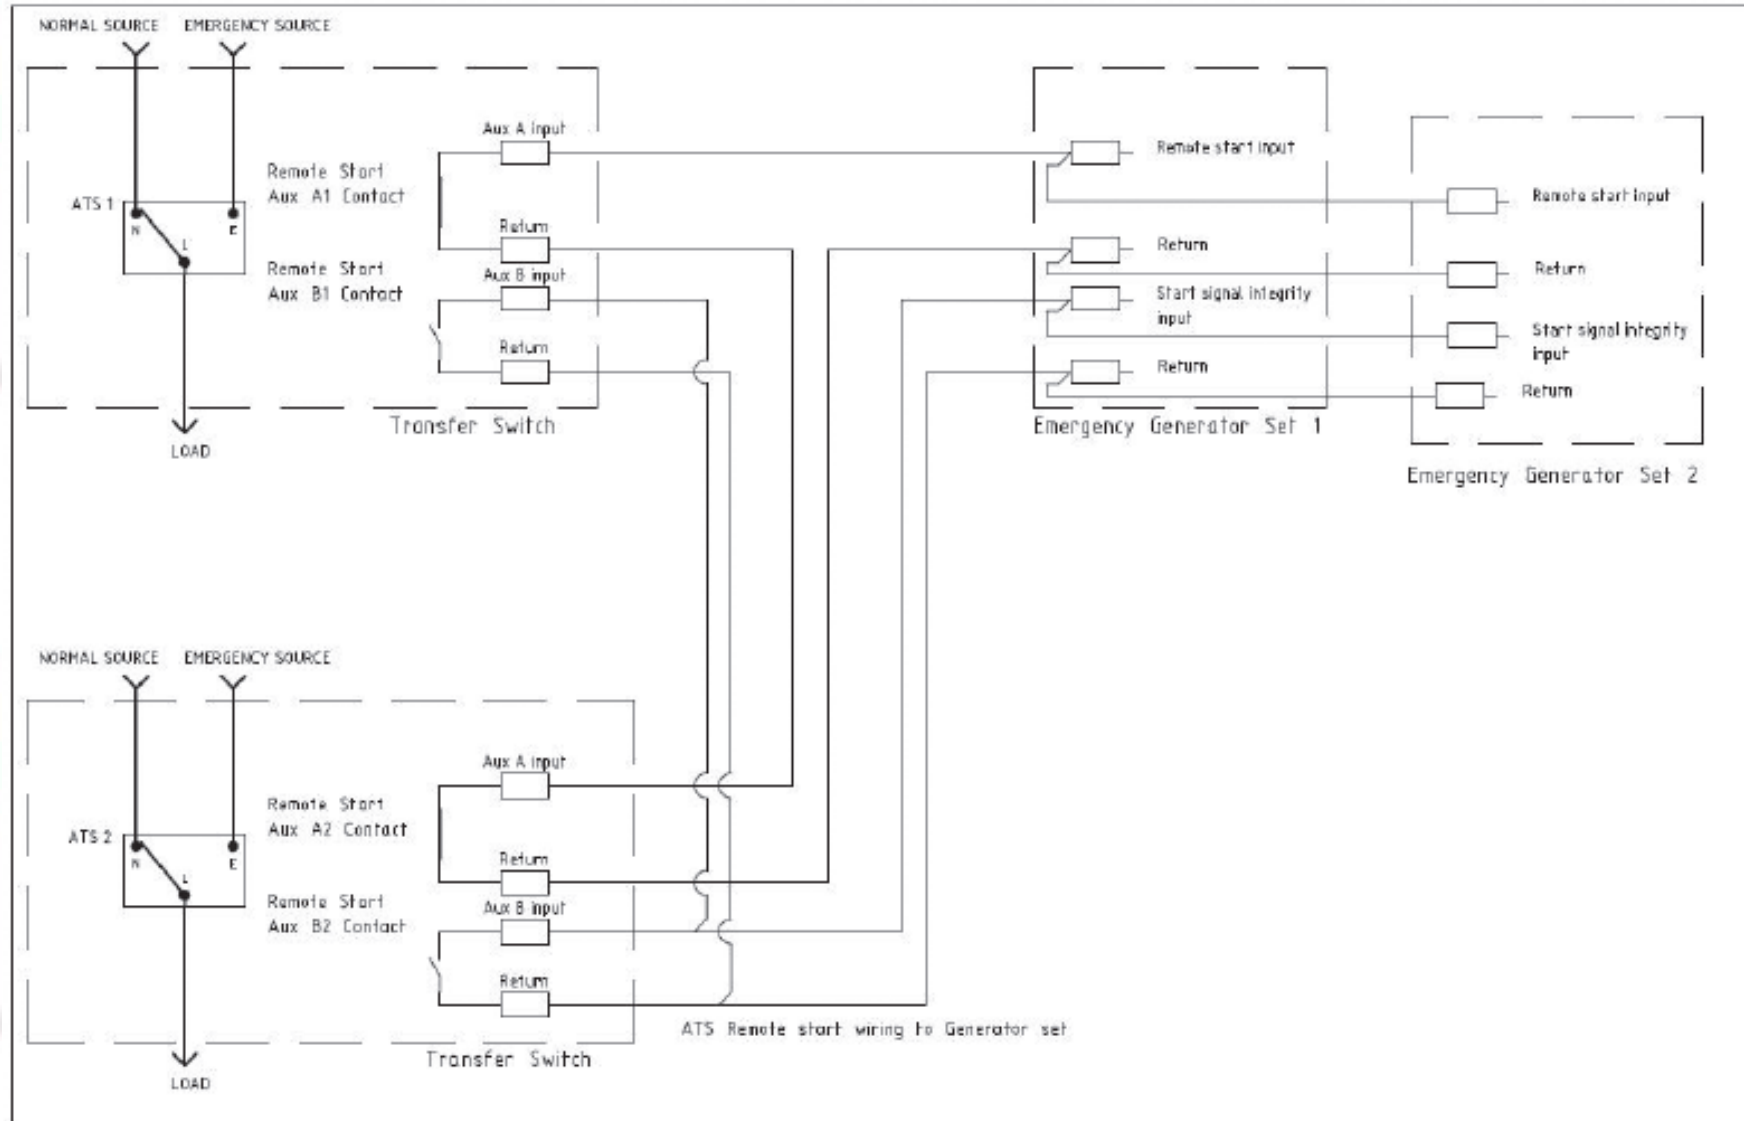 NORMAL SOURCE EMERGENCY SOURCE
Aux A input
Remote Start
Aux A1 Contact
ATS 1
N E
L
Return
Remote Start
Aux B1 Contact
Aux B input
Return
Transfer Switch
LOAD
Remote start input
Return
Start signal integrity
input
Return
Emergency Generator Set 1
Remote start input
Return
Start signal integrity
input
Return
Emergency Generator Set 2
NORMAL SOURCE EMERGENCY SOURCE
Aux A input
Remote Start
Aux A2 Contact
ATS 2
N E
L
Return
Remote Start
Aux B2 Contact
Aux B input
Return
ATS Remote start wiring to Generator set
Transfer Switch
LOAD